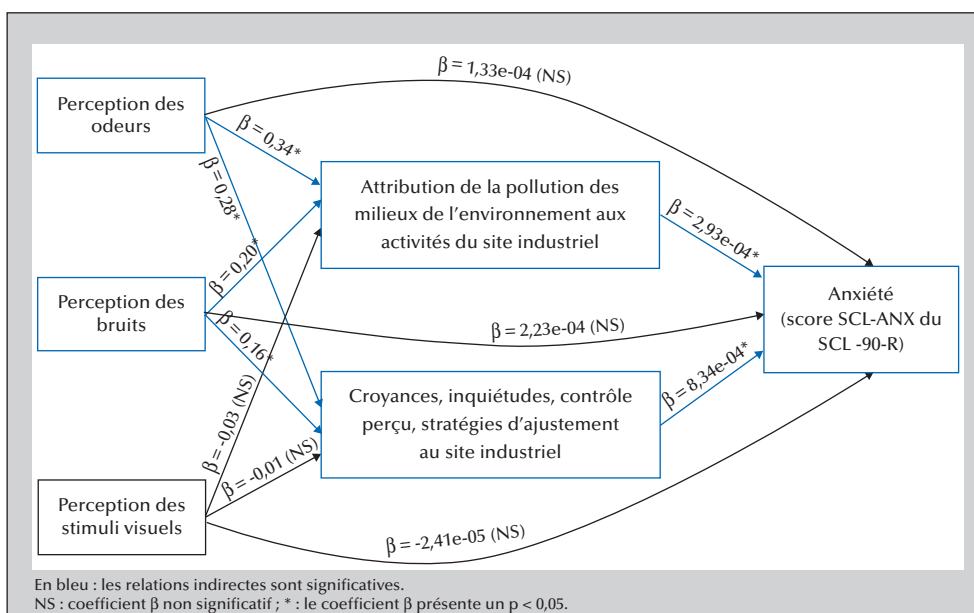 β = 1,33e-04 (NS)
Perception des
odeurs
β = 0,34*
β = 0,28*
Attribution de la pollution des
milieux de l'environnement aux
activités du site industriel
β = 2,93e-04*
β = 0,20*
Perception des
bruits
β = 2,23e-04 (NS)
Anxiété
(score SCL-ANX du
SCL -90-R)
β = 0,16*
β = 8,34e-04*
Croyances, inquiétudes, contrôle
perçu, stratégies d'ajustement
au site industriel
β = -0,03 (NS)
β = -0,01 (NS)
Perception des
stimuli visuels
β = -2,41e-05 (NS)
En bleu : les relations indirectes sont significatives.
NS : coefficient β non significatif ; * : le coefficient β présente un p < 0,05.